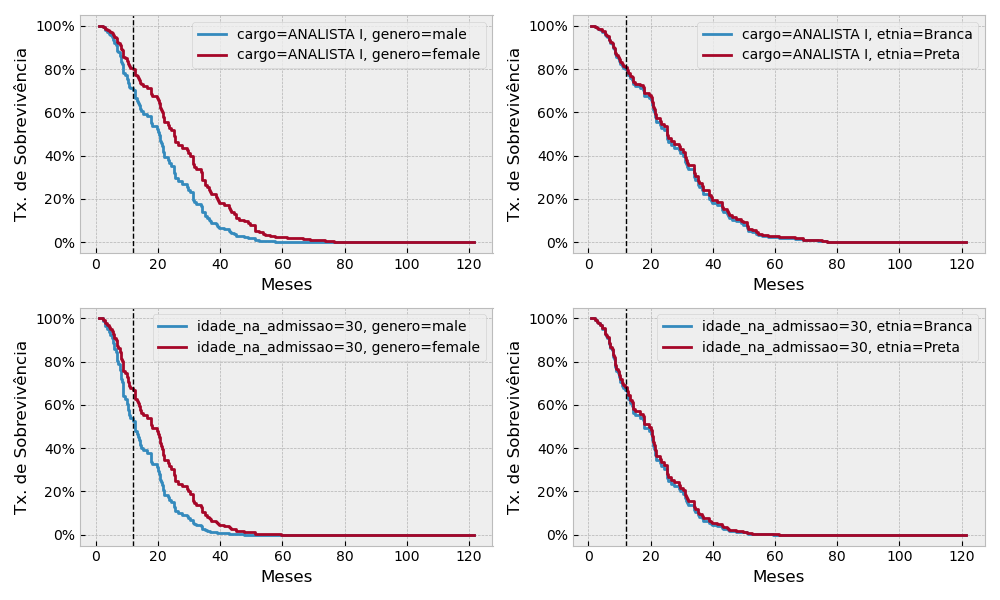 100%
80%
60%
40%
20%
0%
Tx. de Sobrevivência
cargo=ANALISTA I, genero=male
cargo=ANALISTA I, genero=female
0 20 40 60 80 100 120
Meses
100%
80%
60%
40%
20%
0%
Tx. de Sobrevivência
cargo=ANALISTA I, etnia=Branca
cargo=ANALISTA I, etnia=Preta
0 20 40 60 80 100 120
Meses
100%
80%
60%
40%
20%
0%
Tx. de Sobrevivência
idade_na_admissao=30, genero=male
idade_na_admissao=30, genero=female
0 20 40 60 80 100 120
Meses
100%
80%
60%
40%
20%
0%
Tx. de Sobrevivência
idade_na_admissao=30, etnia=Branca
idade_na_admissao=30, etnia=Preta
0 20 40 60 80 100 120
Meses